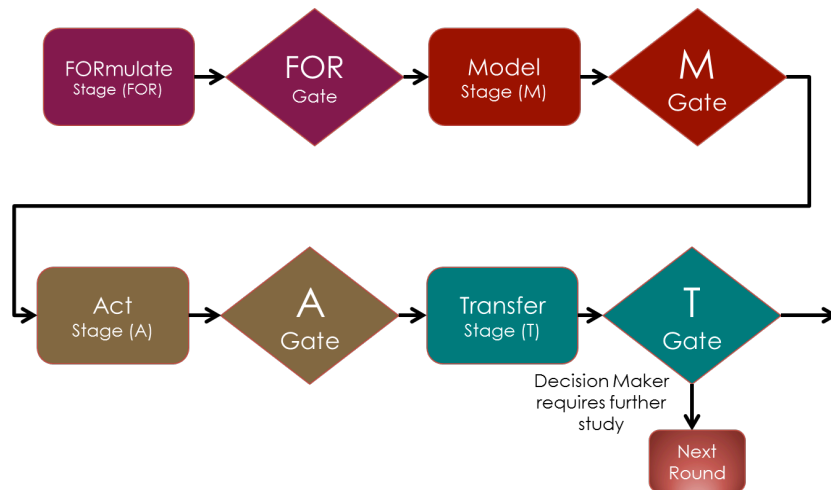 FORmulate
Stage (FOR)
FOR
Gate
Model
Stage (M)
M
Gate
Act
Stage (A)
A
Gate
Transfer
Stage (T)
T
Gate
Decision Maker
requires further
study
Next
Round